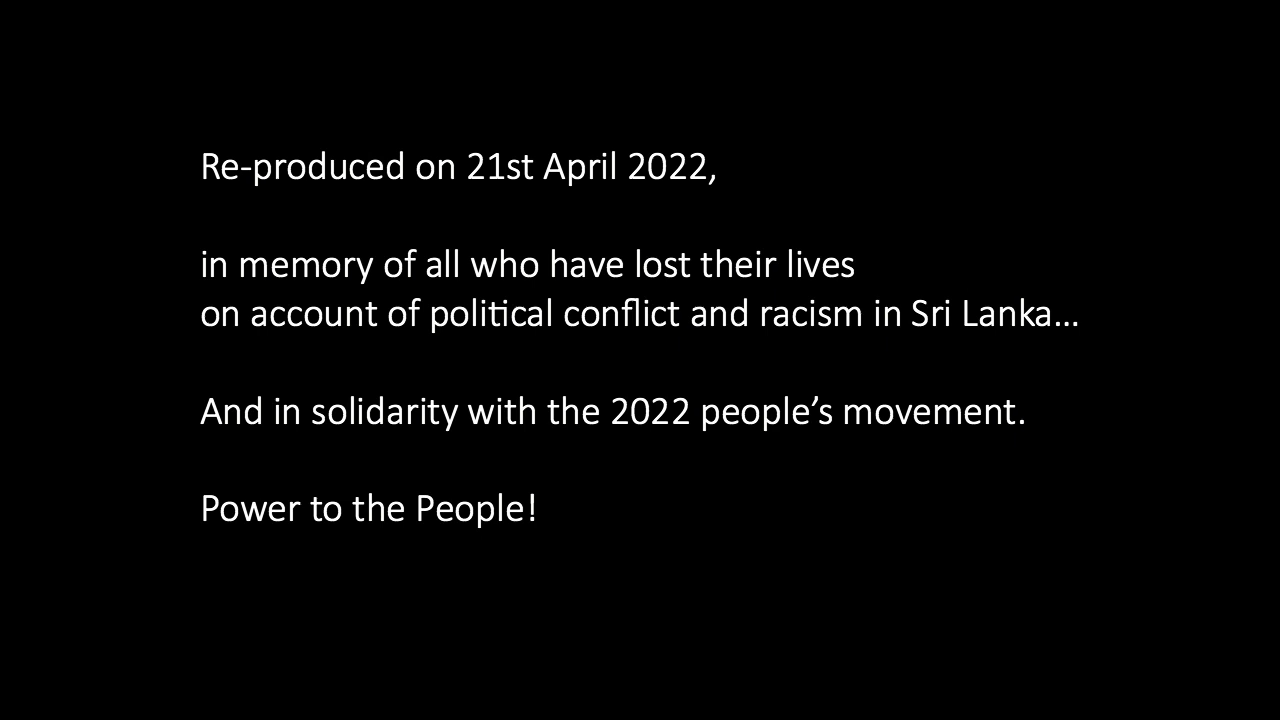 Re-produced on 21st April 2022,
in memory of all who have lost their lives
on account of political conflict and racism in Sri Lanka…
And in solidarity with the 2022 people’s movement.
Power to the People!